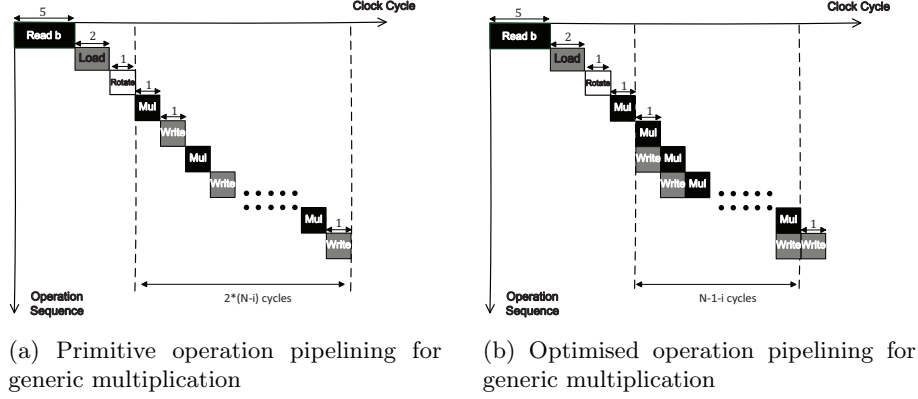 Clock Cycle
5
Read b
2
Load
1
Rotate
1
Mul
1
Write
Mul
Write
Mul
1
Write
2*(N-i) cycles
Operation
Sequence
(a) Primitive operation pipelining for
generic multiplication
Clock Cycle
5
Read b
2
Load
1
Rotate
1
Mul
1
Mul
Write
Mul
Write
Mul
Mul
1
Write
Write
N-1-i cycles
Operation
Sequence
(b) Optimised operation pipelining for
generic multiplication